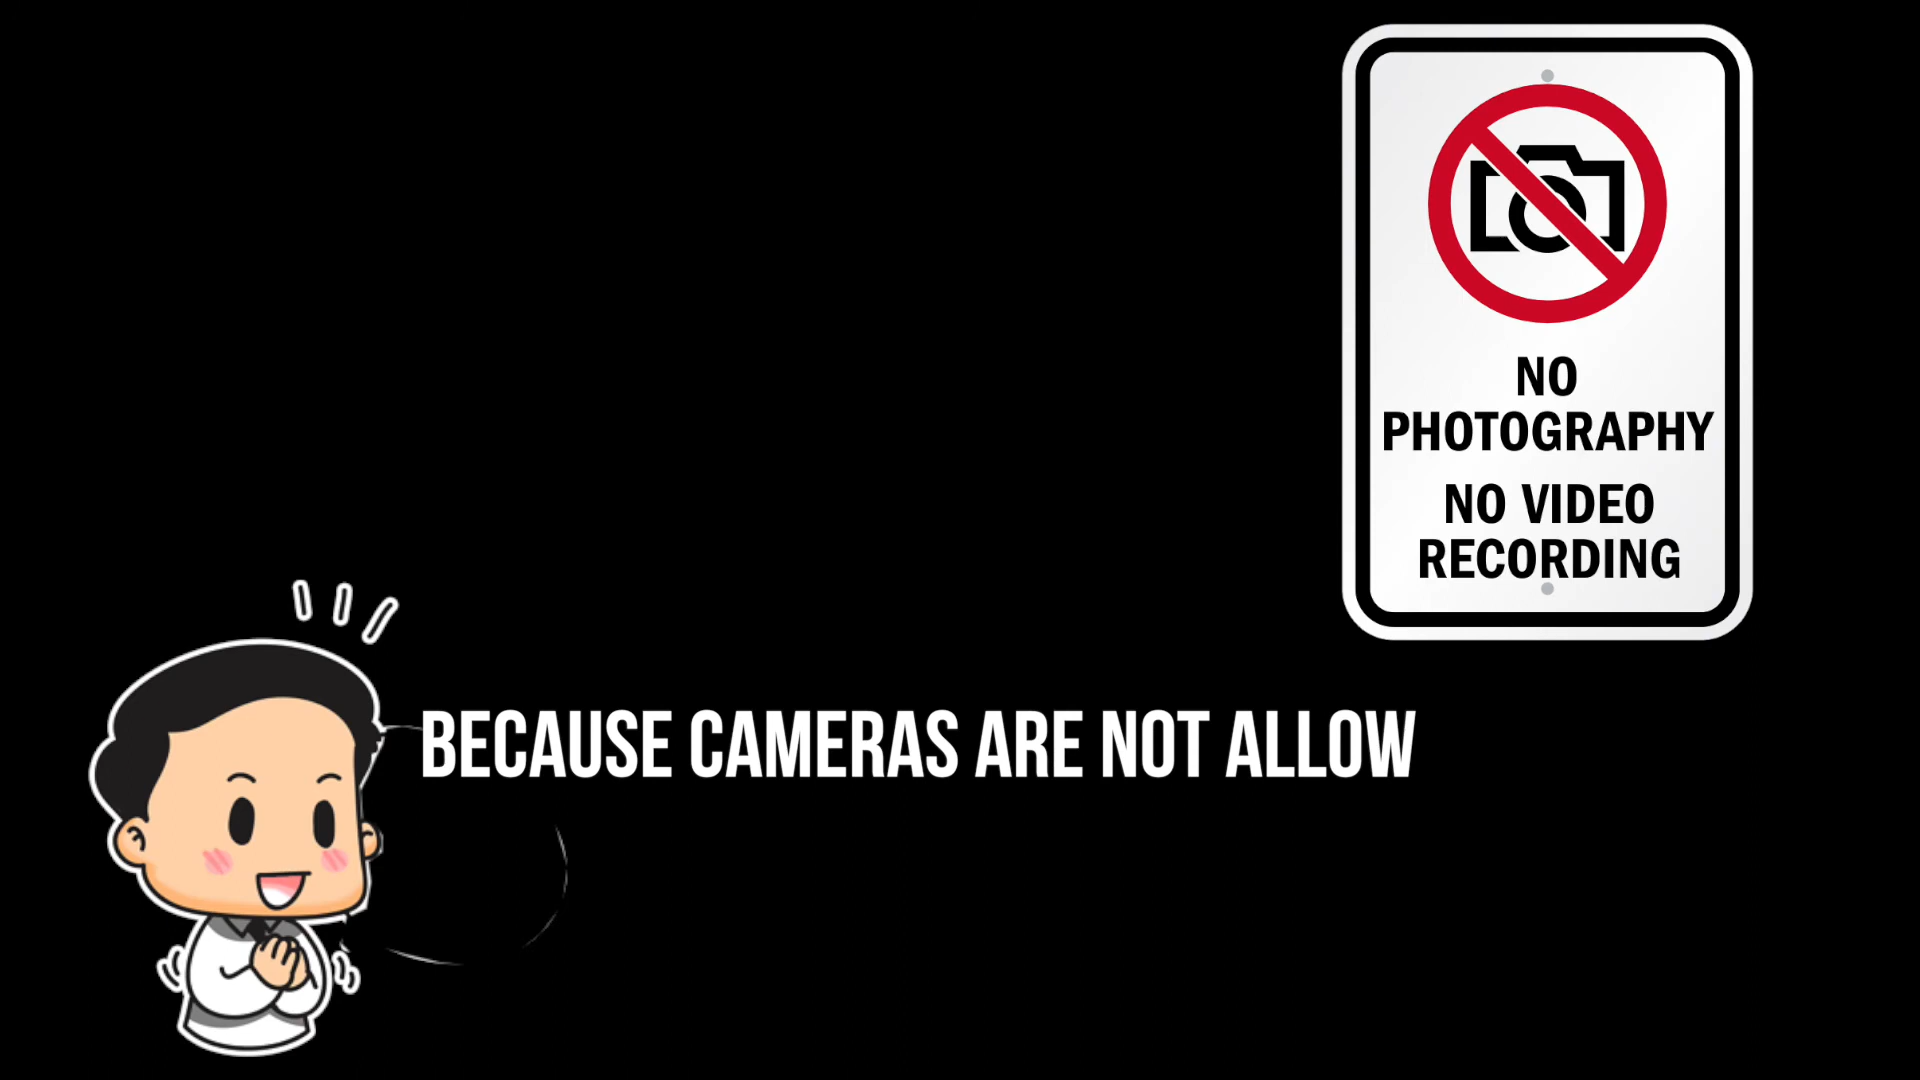 NO
PHOTOGRAPHY
NO VIDEO
RECORDING
BECAUSE CAMERAS ARE NOT ALLOW